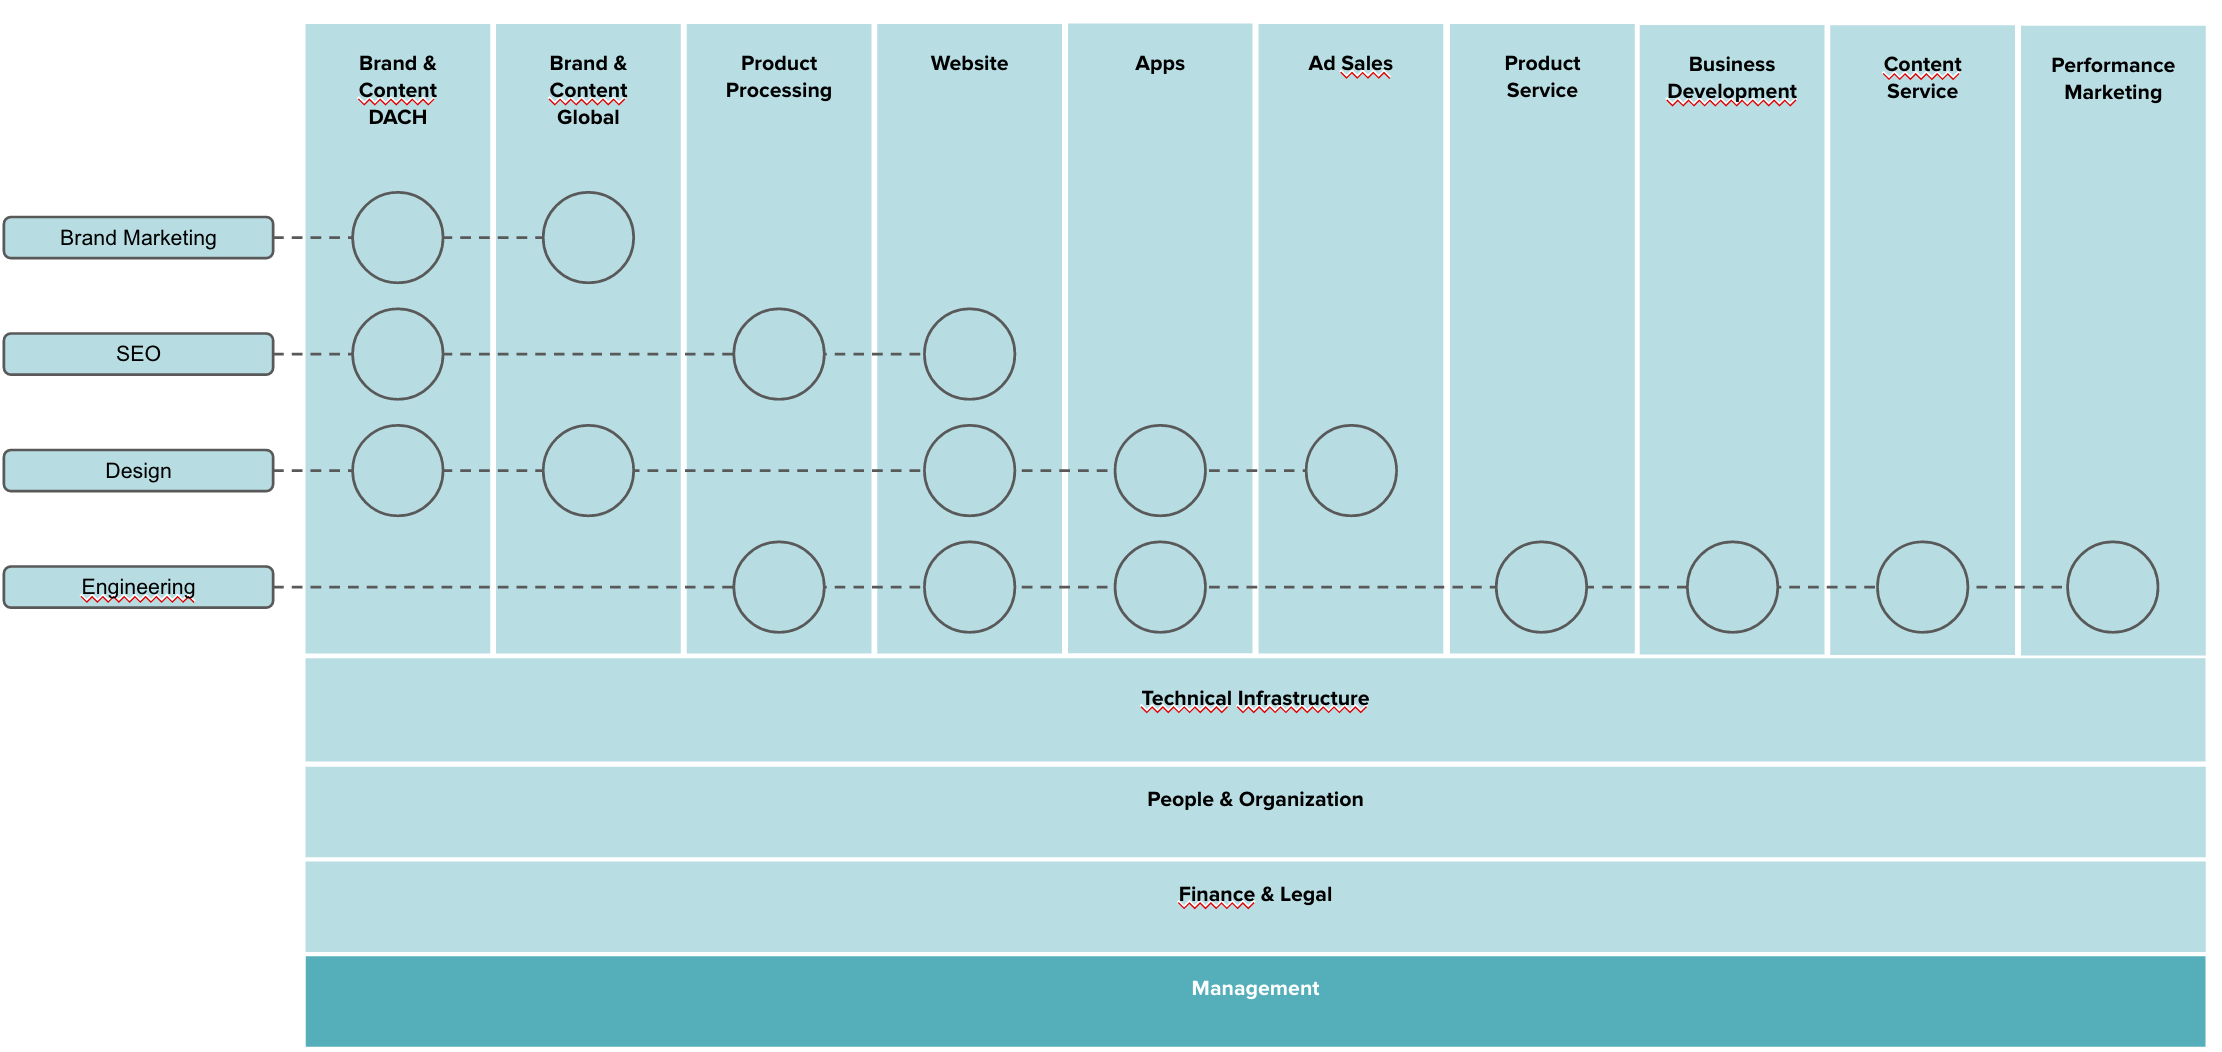 Brand &
Content
DACH
Brand &
Content
Global
Product
Processing
Website
Apps
Ad Sales
Product
Service
Business
Development
Content
Service
Performance
Marketing
Brand Marketing
SEO
Design
Engineering
Technical Infrastructure
People & Organization
Finance & Legal
Management